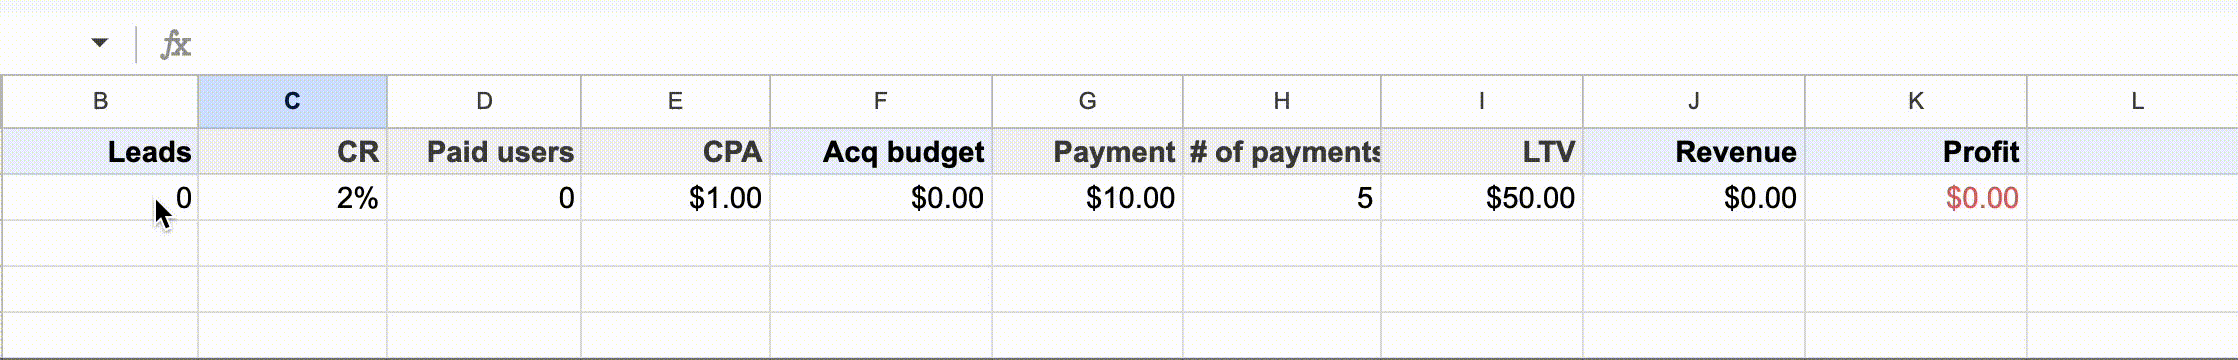 fx
B C D E F G H I J K L
Leads CR Paid users CPA Acq budget Payment # of payments LTV Revenue Profit
0 2% 0 $1.00 $0.00 $10.00 5 $50.00 $0.00 $0.00